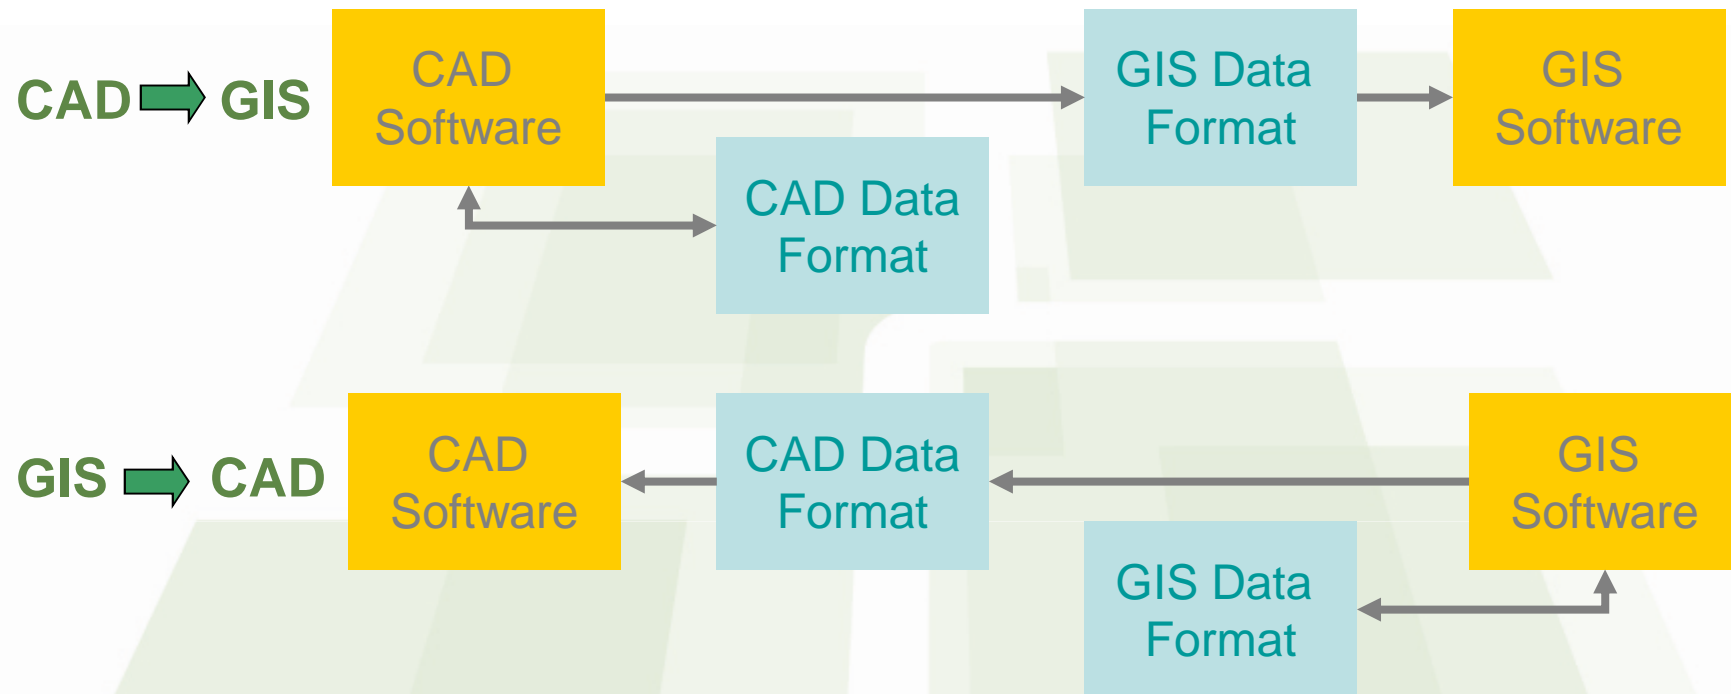 CAD GIS
CAD
Software
GIS Data
Format
GIS
Software
CAD Data
Format
GIS CAD
CAD
Software
CAD Data
Format
GIS
Software
GIS Data
Format